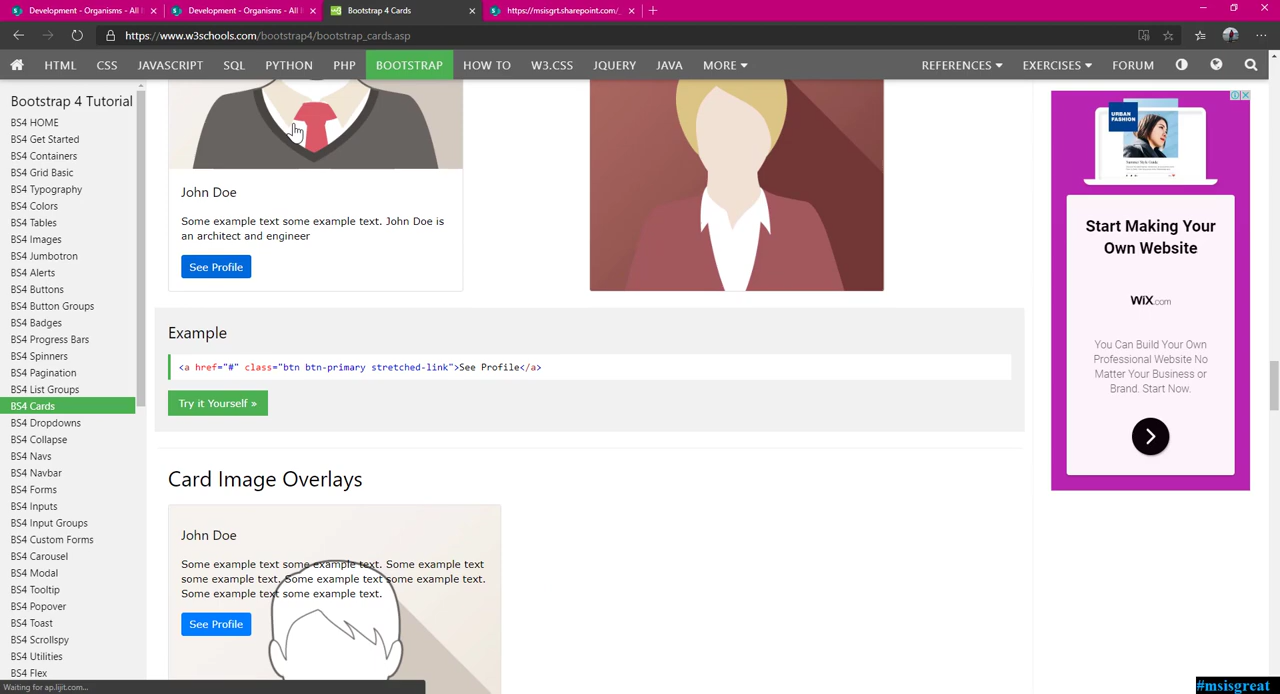 Development - Organisms - All I
Development - Organisms - All I
Bootstrap 4 Cards
https://msisgrt.sharepoint.com/_
https://www.w3schools.com/bootstrap4/bootstrap_cards.asp
HTML CSS JAVASCRIPT SQL PYTHON PHP BOOTSTRAP HOW TO W3.CSS JQUERY JAVA MORE REFERENCES EXERCISES FORUM
Bootstrap 4 Tutorial
BS4 HOME
BS4 Get Started
BS4 Containers
BS4 Grid Basic
BS4 Typography
BS4 Colors
BS4 Tables
BS4 Images
BS4 Jumbotron
BS4 Alerts
BS4 Buttons
BS4 Button Groups
BS4 Badges
BS4 Progress Bars
BS4 Spinners
BS4 Pagination
BS4 List Groups
BS4 Cards
BS4 Dropdowns
BS4 Collapse
BS4 Navs
BS4 Navbar
BS4 Forms
BS4 Inputs
BS4 Input Groups
BS4 Custom Forms
BS4 Carousel
BS4 Modal
BS4 Tooltip
BS4 Popover
BS4 Toast
BS4 Scrollspy
BS4 Utilities
BS4 Flex
John Doe
Some example text some example text. John Doe is
an architect and engineer
See Profile
Example
<a href="#" class="btn btn-primary stretched-link">See Profile</a>
Try it Yourself »
Card Image Overlays
John Doe
Some example text some example text. Some example text
some example text. Some example text some example text.
Some example text some example text.
See Profile
URBAN
FASHION
Start Making Your
Own Website
WiX.com
You Can Build Your Own
Professional Website No
Matter Your Business or
Brand. Start Now.
Waiting for ap.lijit.com...
#msisgreat